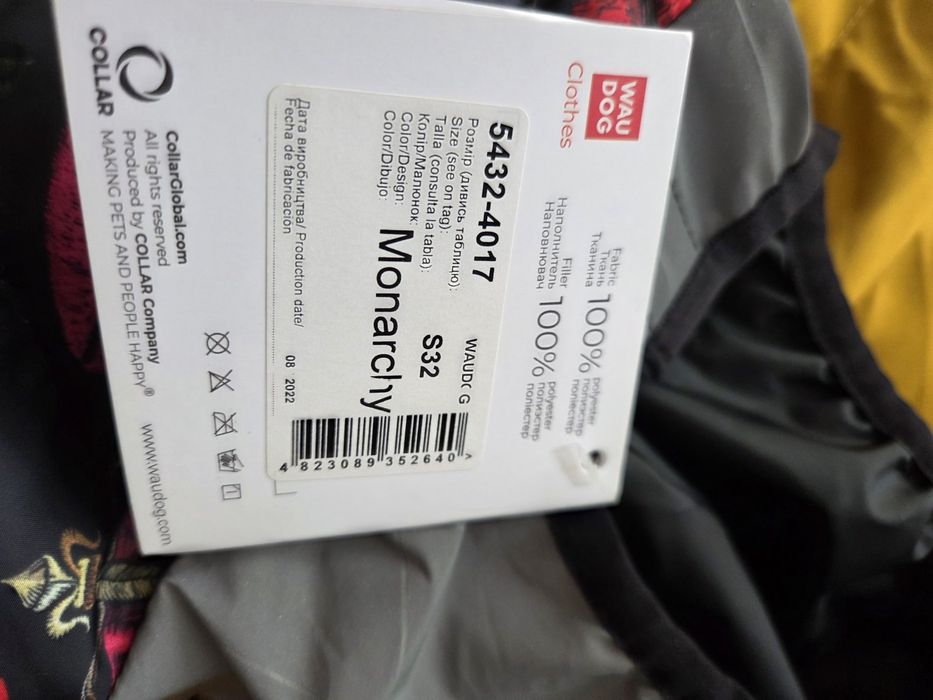 WAU
DOG
Clothes
Fabric
Ткань
Тканина
100%
polyester
полиэстер
поліестер
Filler
Наполнитель
Наповнювач
100%
polyester
полиэстер
поліестер
5432-4017
WAUD G
Розмір (дивись таблицю):
Size (see on tag):
Talla (consulta la tabla):
S32
Колір/Малюнок:
Color/Design:
Color/Dibujo:
Monarchy
Дата виробництва/ Production date/
Fecha de fabricación
08 2022
4 823089 352640 >
COLLAR
CollarGlobal.com
All rights reserved
Produced by COLLAR Company
MAKING PETS AND PEOPLE HAPPY®
www.waudog.com